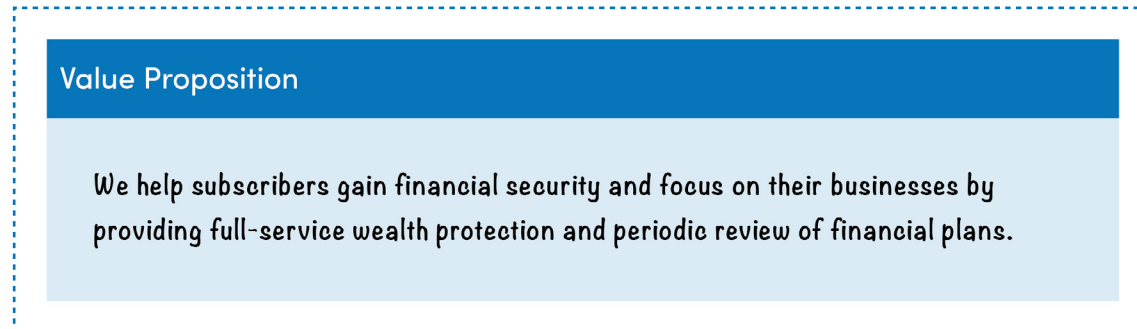 Value Proposition
We help subscribers gain financial security and focus on their businesses by
providing full-service wealth protection and periodic review of financial plans.